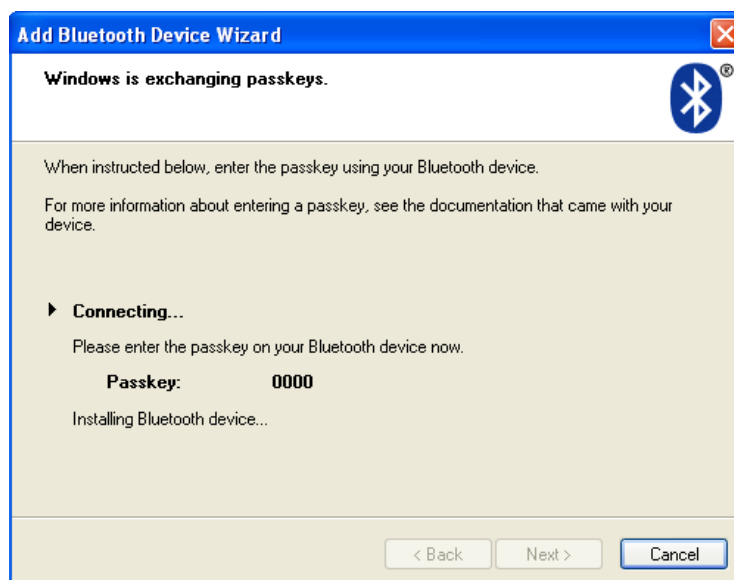 Add Bluetooth Device Wizard
Windows is exchanging passkeys.
®
When instructed below, enter the passkey using your Bluetooth device.
For more information about entering a passkey, see the documentation that came with your
device.
Connecting...
Please enter the passkey on your Bluetooth device now.
Passkey: 0000
Installing Bluetooth device...
< Back Next > Cancel